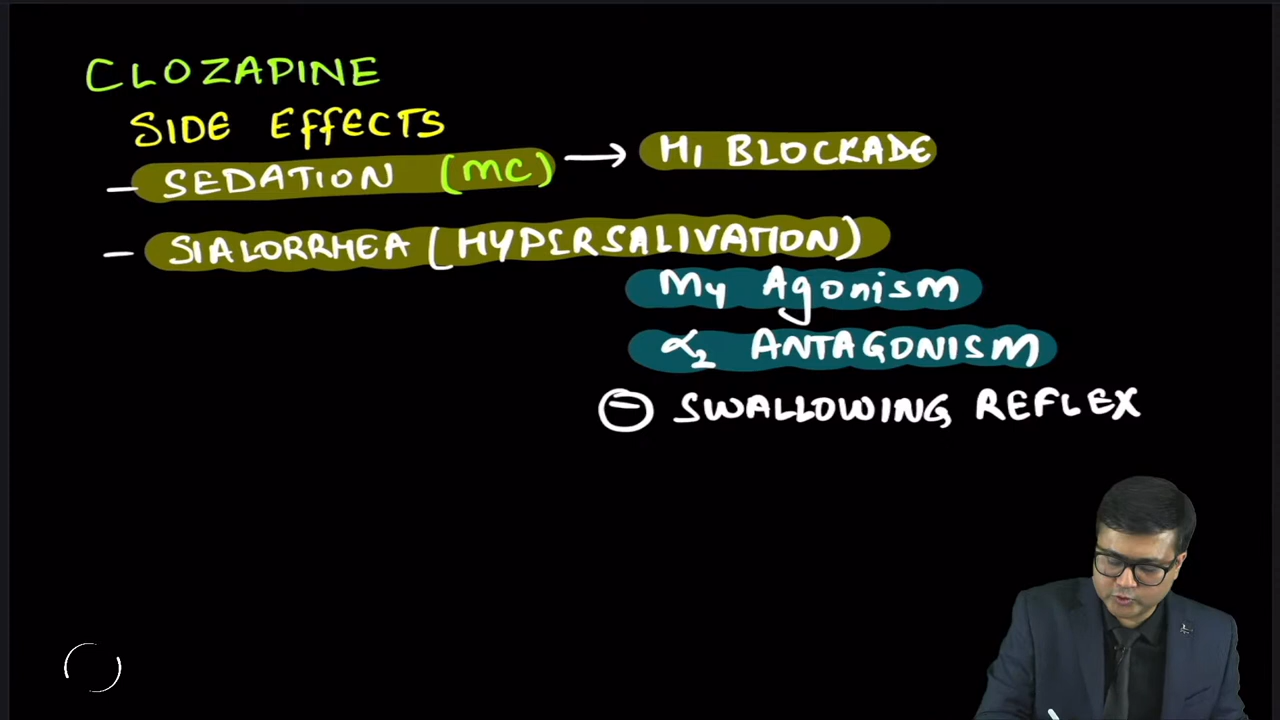 CLOZAPINE
SIDE EFFECTS
– SEDATION (MC) → H1 BLOCKADE
– SIALORRHEA (HYPERSALIVATION)
M4 Agonism
α2 ANTAGONISM
⊖ SWALLOWING REFLEX